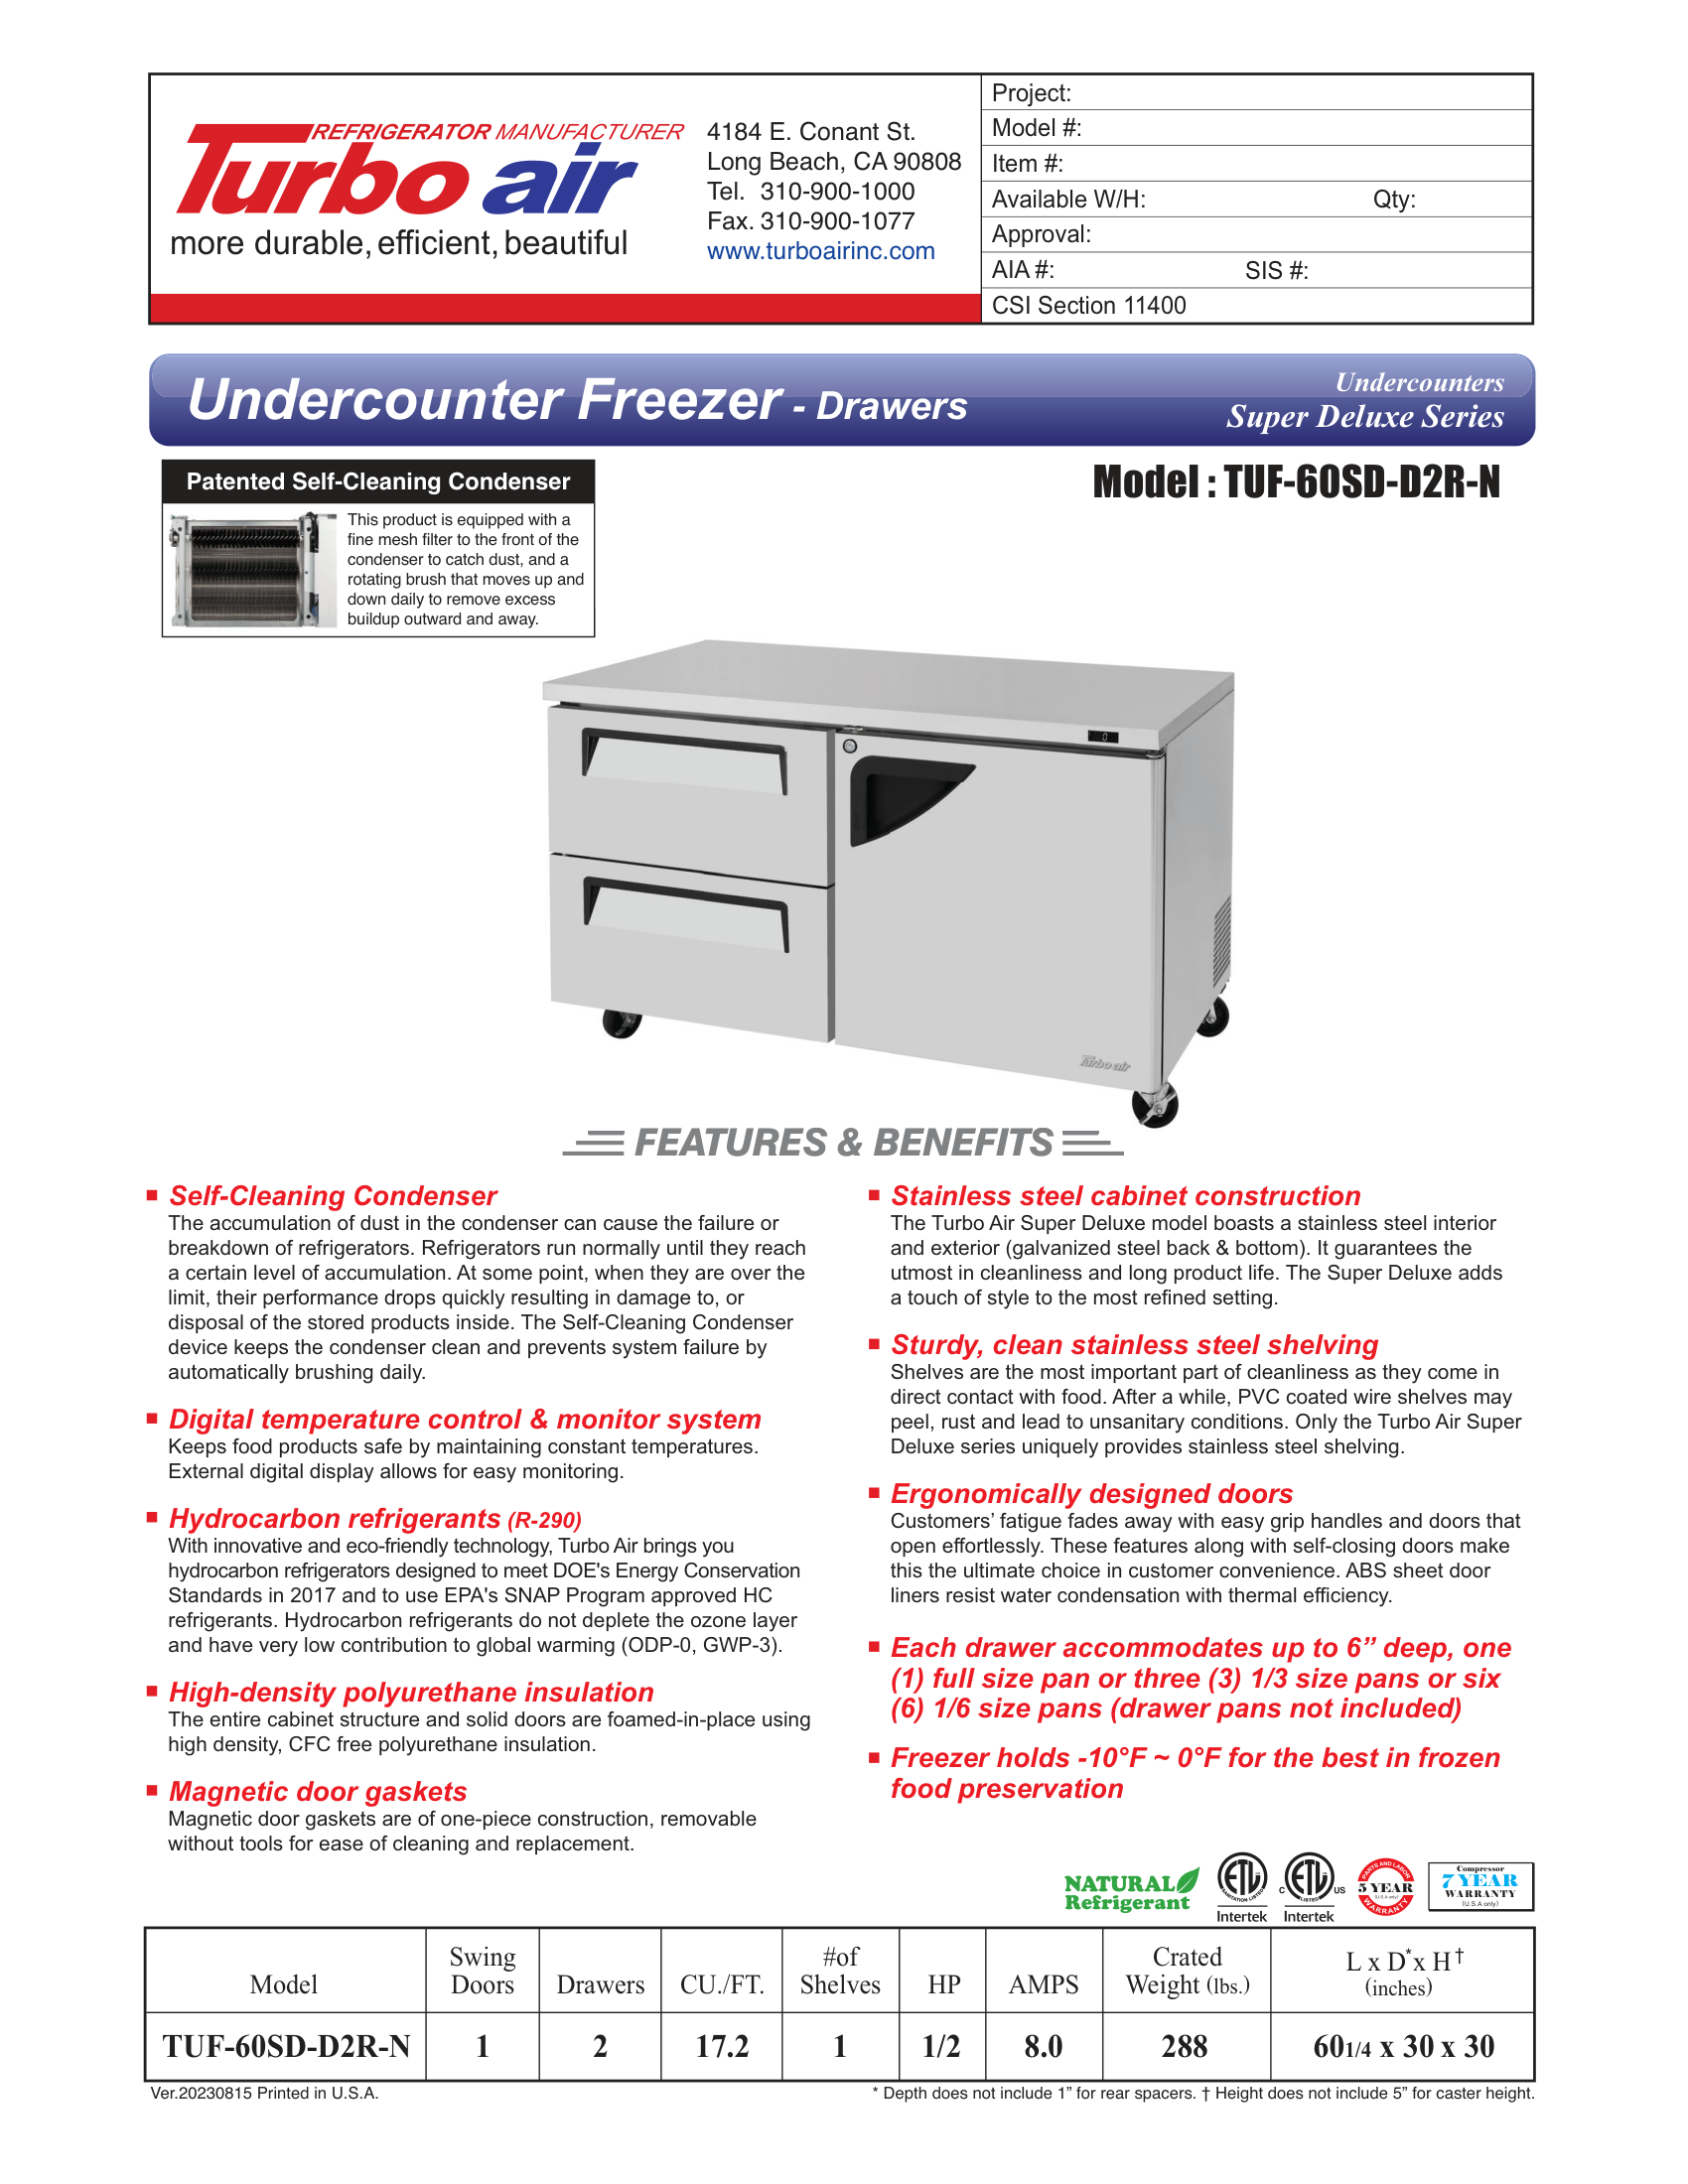 REFRIGERATOR MANUFACTURER
Turbo air
more durable, efficient, beautiful
4184 E. Conant St.
Long Beach, CA 90808
Tel. 310-900-1000
Fax. 310-900-1077
www.turboairinc.com
Project:
Model #:
Item #:
Available W/H: Qty:
Approval:
AIA #: SIS #:
CSI Section 11400
Undercounter Freezer - Drawers
Undercounters
Super Deluxe Series
Patented Self-Cleaning Condenser
This product is equipped with a
fine mesh filter to the front of the
condenser to catch dust, and a
rotating brush that moves up and
down daily to remove excess
buildup outward and away.
Model : TUF-60SD-D2R-N
0
Turbo air
FEATURES & BENEFITS
▪ Self-Cleaning Condenser
The accumulation of dust in the condenser can cause the failure or
breakdown of refrigerators. Refrigerators run normally until they reach
a certain level of accumulation. At some point, when they are over the
limit, their performance drops quickly resulting in damage to, or
disposal of the stored products inside. The Self-Cleaning Condenser
device keeps the condenser clean and prevents system failure by
automatically brushing daily.
▪ Digital temperature control & monitor system
Keeps food products safe by maintaining constant temperatures.
External digital display allows for easy monitoring.
▪ Hydrocarbon refrigerants (R-290)
With innovative and eco-friendly technology, Turbo Air brings you
hydrocarbon refrigerators designed to meet DOE's Energy Conservation
Standards in 2017 and to use EPA's SNAP Program approved HC
refrigerants. Hydrocarbon refrigerants do not deplete the ozone layer
and have very low contribution to global warming (ODP-0, GWP-3).
▪ High-density polyurethane insulation
The entire cabinet structure and solid doors are foamed-in-place using
high density, CFC free polyurethane insulation.
▪ Magnetic door gaskets
Magnetic door gaskets are of one-piece construction, removable
without tools for ease of cleaning and replacement.
▪ Stainless steel cabinet construction
The Turbo Air Super Deluxe model boasts a stainless steel interior
and exterior (galvanized steel back & bottom). It guarantees the
utmost in cleanliness and long product life. The Super Deluxe adds
a touch of style to the most refined setting.
▪ Sturdy, clean stainless steel shelving
Shelves are the most important part of cleanliness as they come in
direct contact with food. After a while, PVC coated wire shelves may
peel, rust and lead to unsanitary conditions. Only the Turbo Air Super
Deluxe series uniquely provides stainless steel shelving.
▪ Ergonomically designed doors
Customers' fatigue fades away with easy grip handles and doors that
open effortlessly. These features along with self-closing doors make
this the ultimate choice in customer convenience. ABS sheet door
liners resist water condensation with thermal efficiency.
▪ Each drawer accommodates up to 6” deep, one
(1) full size pan or three (3) 1/3 size pans or six
(6) 1/6 size pans (drawer pans not included)
▪ Freezer holds -10°F ~ 0°F for the best in frozen
food preservation
NATURAL
Refrigerant
ETL
SANITATION LISTED
Intertek
C ETL US
LISTED
Intertek
PARTS AND LABOR
5 YEAR
(U.S.A only)
WARRANTY
Compressor
7 YEAR
WARRANTY
(U.S.A only)
Model Swing Doors Drawers CU./FT. #of Shelves HP AMPS Crated Weight (lbs.) L x D* x H† (inches)
TUF-60SD-D2R-N 1 2 17.2 1 1/2 8.0 288 60 1/4 x 30 x 30
Ver.20230815 Printed in U.S.A.
* Depth does not include 1” for rear spacers. † Height does not include 5” for caster height.